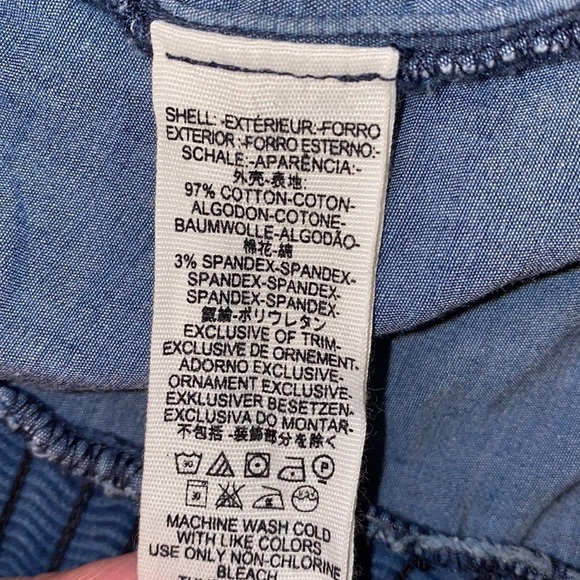 SHELL:-EXTÉRIEUR:-FORRO
EXTERIOR:-FORRO ESTERNO:-
SCHALE:-APARÊNCIA:-
外壳-表地:
97% COTTON-COTON-
ALGODON-COTONE-
BAUMWOLLE-ALGODÃO-
棉花-綿
3% SPANDEX-SPANDEX-
SPANDEX-SPANDEX-
SPANDEX-SPANDEX-
氨綸-ポリウレタン
EXCLUSIVE OF TRIM-
EXCLUSIVE DE ORNEMENT-
ADORNO EXCLUSIVE-
ORNAMENT EXCLUSIVE-
EXKLUSIVER BESETZEN-
EXCLUSIVA DO MONTAR-
不包括 -装飾部分を除く
30 P
30
MACHINE WASH COLD
WITH LIKE COLORS
USE ONLY NON-CHLORINE
BLEACH